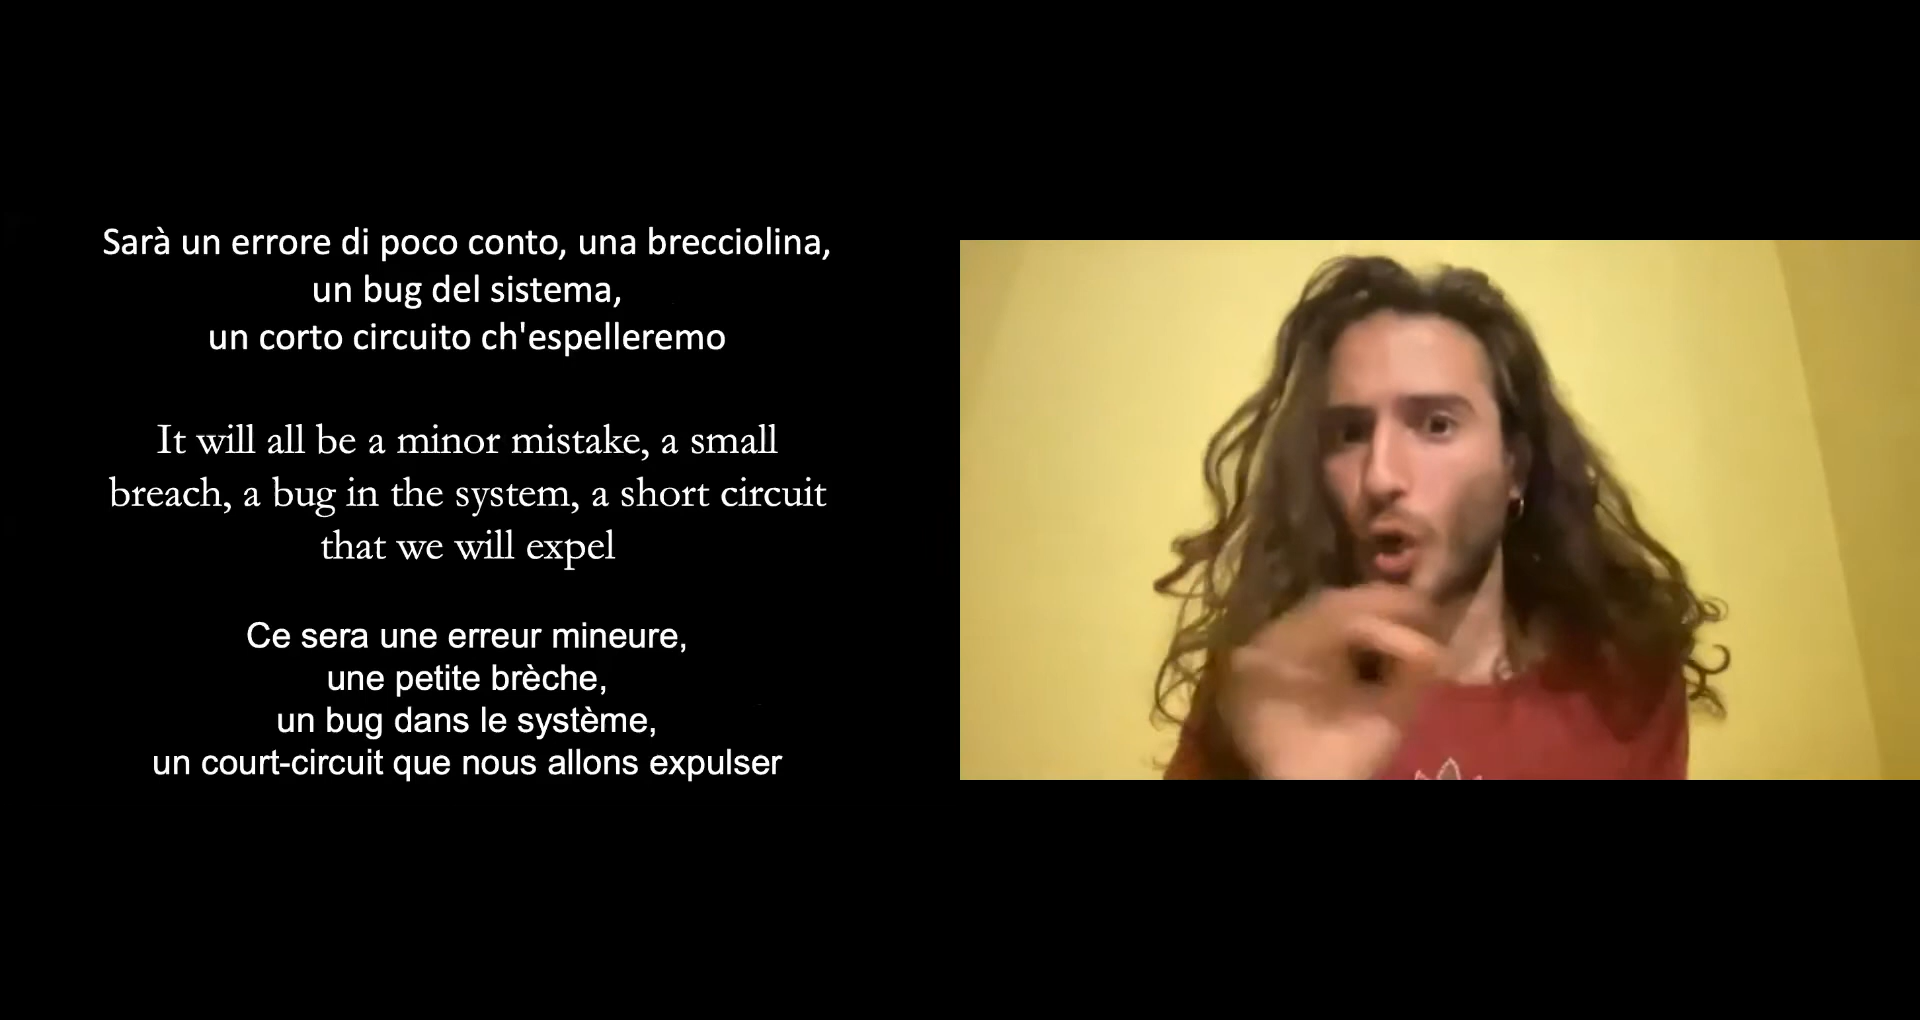 Sarà un errore di poco conto, una brecciolina,
un bug del sistema,
un corto circuito ch'espelleremo
It will all be a minor mistake, a small
breach, a bug in the system, a short circuit
that we will expel
Ce sera une erreur mineure,
une petite brèche,
un bug dans le système,
un court-circuit que nous allons expulser